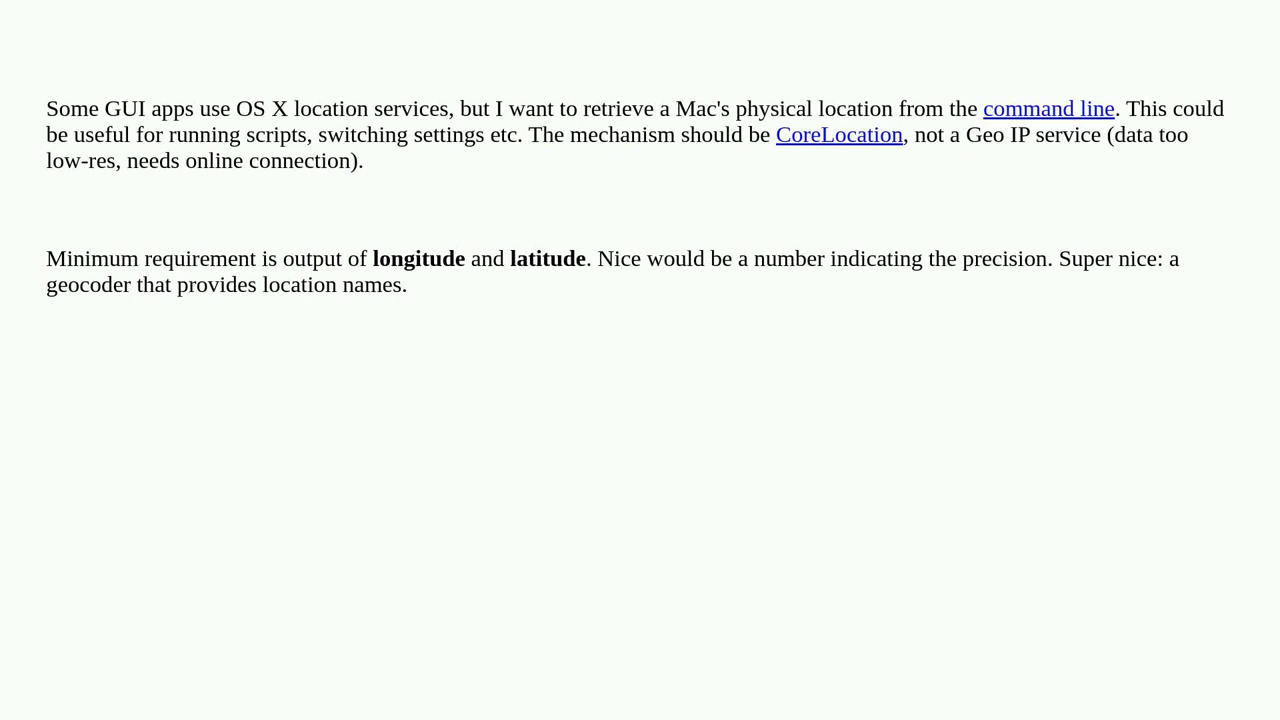 Some GUI apps use OS X location services, but I want to retrieve a Mac's physical location from the command line. This could
be useful for running scripts, switching settings etc. The mechanism should be CoreLocation, not a Geo IP service (data too
low-res, needs online connection).
Minimum requirement is output of longitude and latitude. Nice would be a number indicating the precision. Super nice: a
geocoder that provides location names.